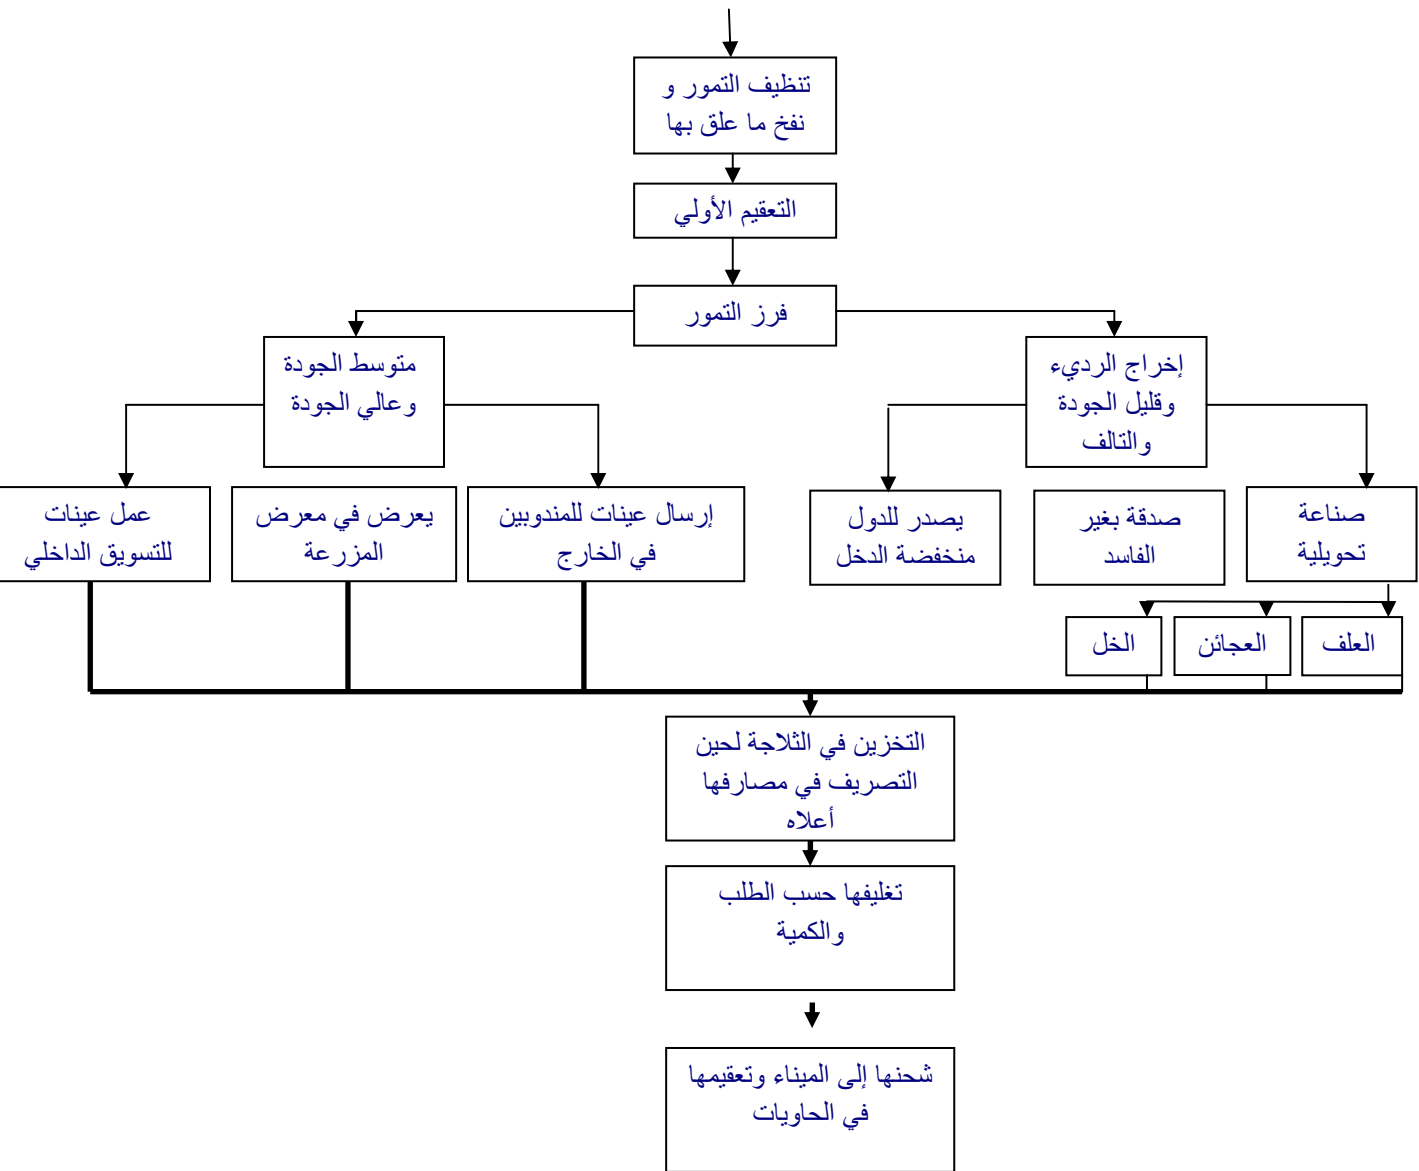 تنظيف التمور و
نفخ ما علق بها
التعقيم الأولي
فرز التمور
إخراج الرديء
وقليل الجودة
والتالف
متوسط الجودة
وعالي الجودة
صناعة
تحويلية
صدقة بغير
الفاسد
يصدر للدول
منخفضة الدخل
إرسال عينات للمندوبين
في الخارج
يعرض في معرض
المزرعة
عمل عينات
للتسويق الداخلي
العلف
العجائن
الخل
التخزين في الثلاجة لحين
التصريف في مصارفها
أعلاه
تغليفها حسب الطلب
والكمية
شحنها إلى الميناء وتعقيمها
في الحاويات